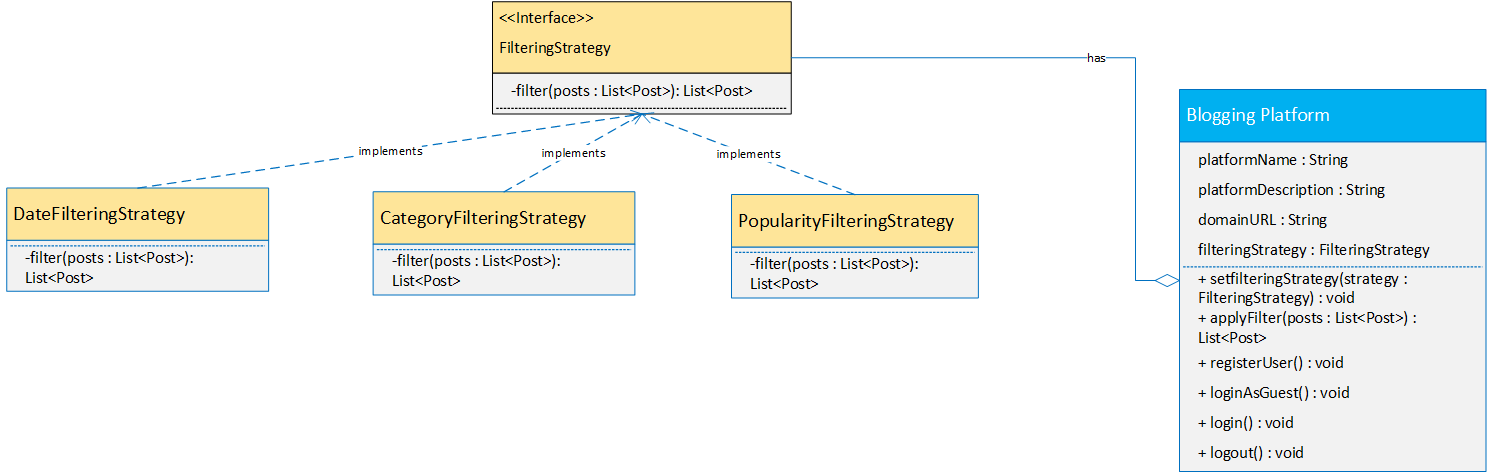 <<Interface>>
FilteringStrategy
-filter(posts : List<Post>): List<Post>
has
implements
implements
implements
DateFilteringStrategy
-filter(posts : List<Post>):
List<Post>
CategoryFilteringStrategy
-filter(posts : List<Post>):
List<Post>
PopularityFilteringStrategy
-filter(posts : List<Post>):
List<Post>
Blogging Platform
platformName : String
platformDescription : String
domainURL : String
filteringStrategy : FilteringStrategy
+ setfilteringStrategy(strategy :
FilteringStrategy) : void
+ applyFilter(posts : List<Post>) :
List<Post>
+ registerUser() : void
+ loginAsGuest() : void
+ login() : void
+ logout() : void